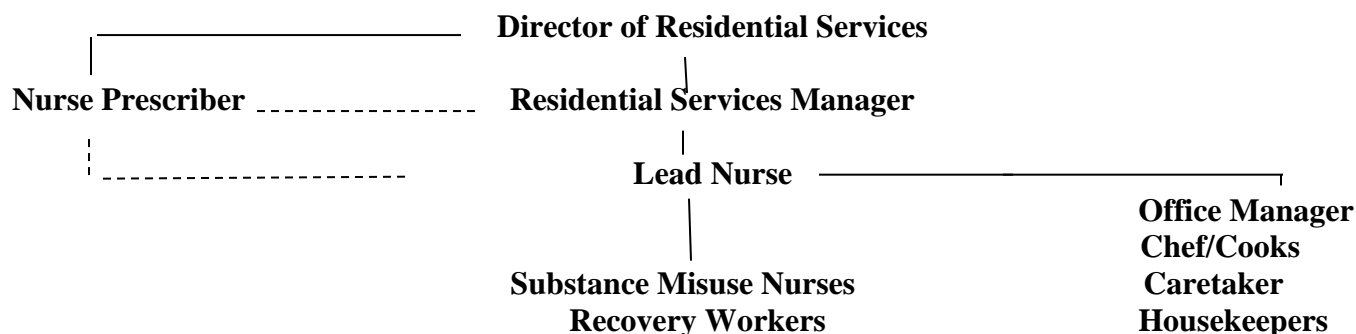 Director of Residential Services
Nurse Prescriber
Residential Services Manager
Lead Nurse
Office Manager
Chef/Cooks
Substance Misuse Nurses
Caretaker
Recovery Workers
Housekeepers